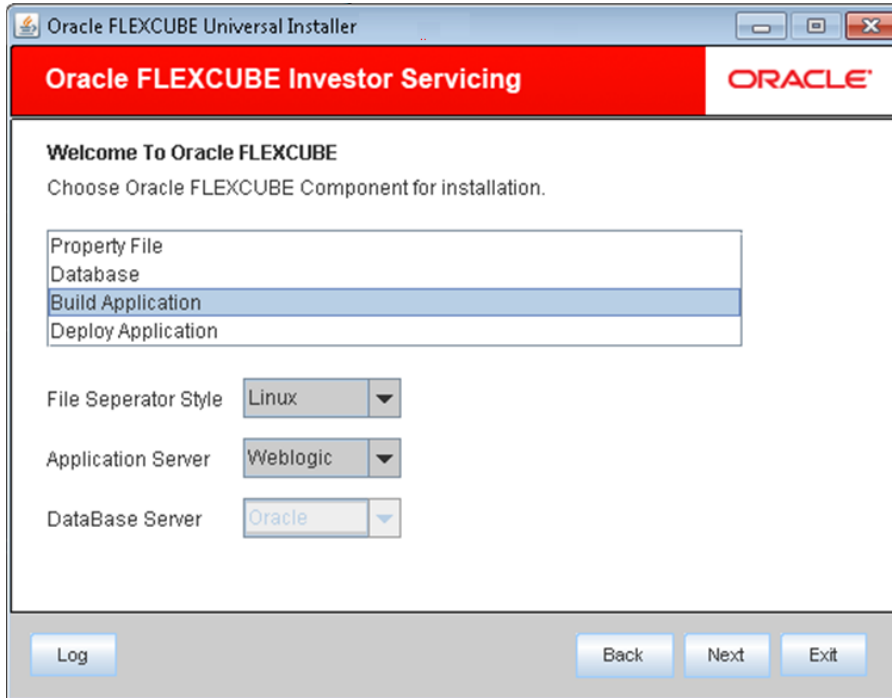 Oracle FLEXCUBE Universal Installer
Oracle FLEXCUBE Investor Servicing
ORACLE
Welcome To Oracle FLEXCUBE
Choose Oracle FLEXCUBE Component for installation.
Property File
Database
Build Application
Deploy Application
File Seperator Style Linux
Application Server Weblogic
DataBase Server Oracle
Log Back Next Exit